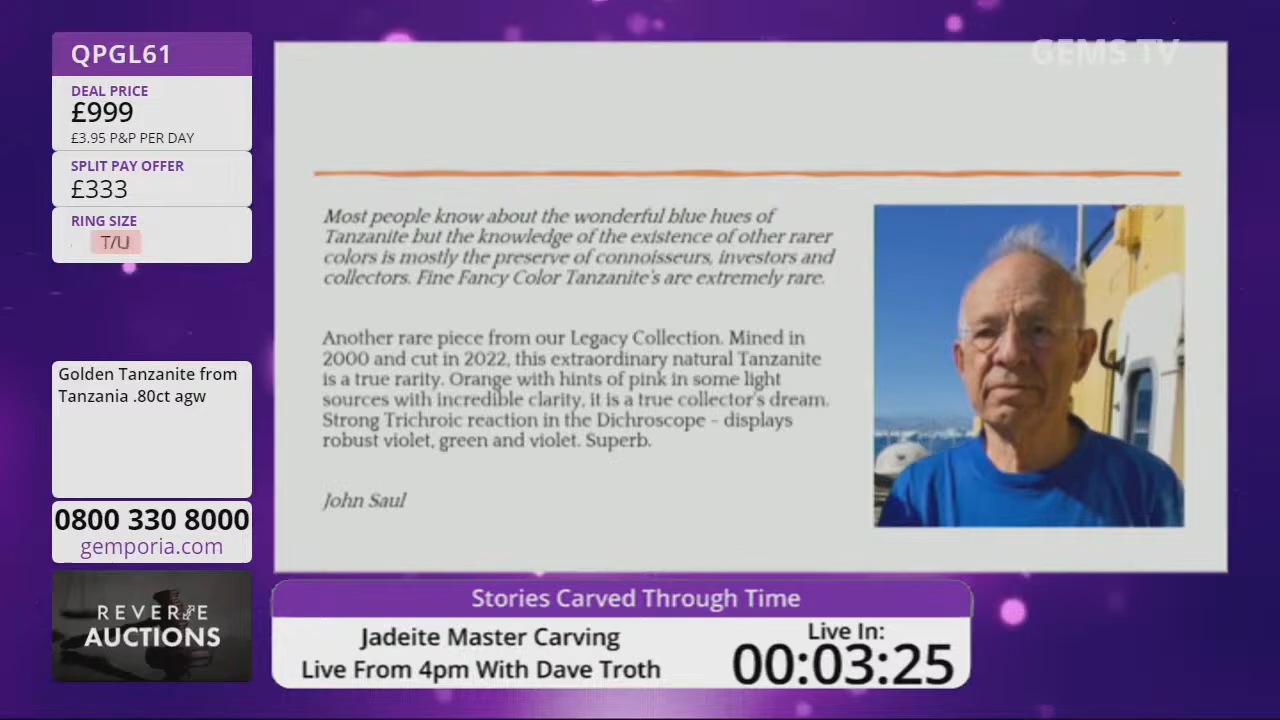 QPGL61
DEAL PRICE
£999
£3.95 P&P PER DAY
SPLIT PAY OFFER
£333
RING SIZE
T/U
Golden Tanzanite from
Tanzania .80ct agw
0800 330 8000
gemporia.com
REVERSE
AUCTIONS
GEMS TV
Most people know about the wonderful blue hues of
Tanzanite but the knowledge of the existence of other rarer
colors is mostly the preserve of connoisseurs, investors and
collectors. Fine Fancy Color Tanzanite's are extremely rare.
Another rare piece from our Legacy Collection. Mined in
2000 and cut in 2022, this extraordinary natural Tanzanite
is a true rarity. Orange with hints of pink in some light
sources with incredible clarity, it is a true collector's dream.
Strong Trichroic reaction in the Dichroscope - displays
robust violet, green and violet. Superb.
John Saul
Stories Carved Through Time
Jadeite Master Carving
Live From 4pm With Dave Troth
Live In:
00:03:25